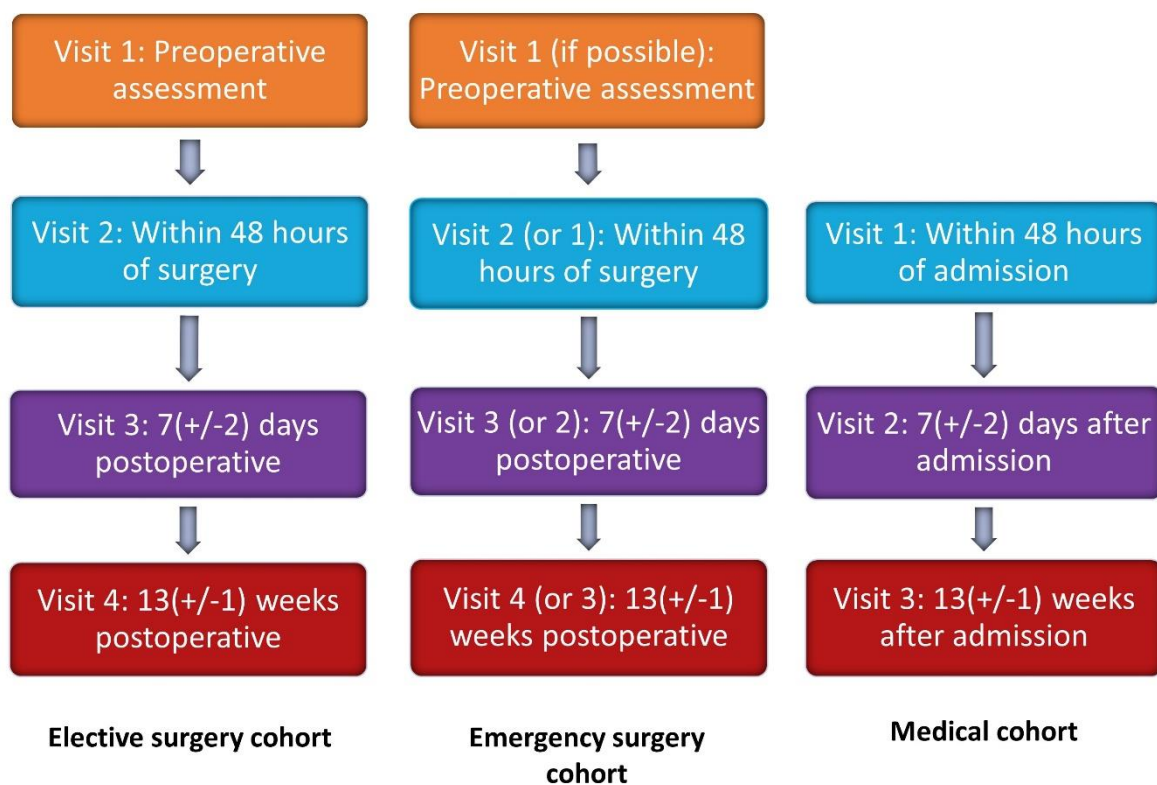 Visit 1: Preoperative
assessment
Visit 2: Within 48 hours
of surgery
Visit 3: 7(+/-2) days
postoperative
Visit 4: 13(+/-1) weeks
postoperative
Elective surgery cohort
Visit 1 (if possible):
Preoperative assessment
Visit 2 (or 1): Within 48
hours of surgery
Visit 3 (or 2): 7(+/-2) days
postoperative
Visit 4 (or 3): 13(+/-1)
weeks postoperative
Emergency surgery
cohort
Visit 1: Within 48 hours
of admission
Visit 2: 7(+/-2) days after
admission
Visit 3: 13(+/-1) weeks
after admission
Medical cohort